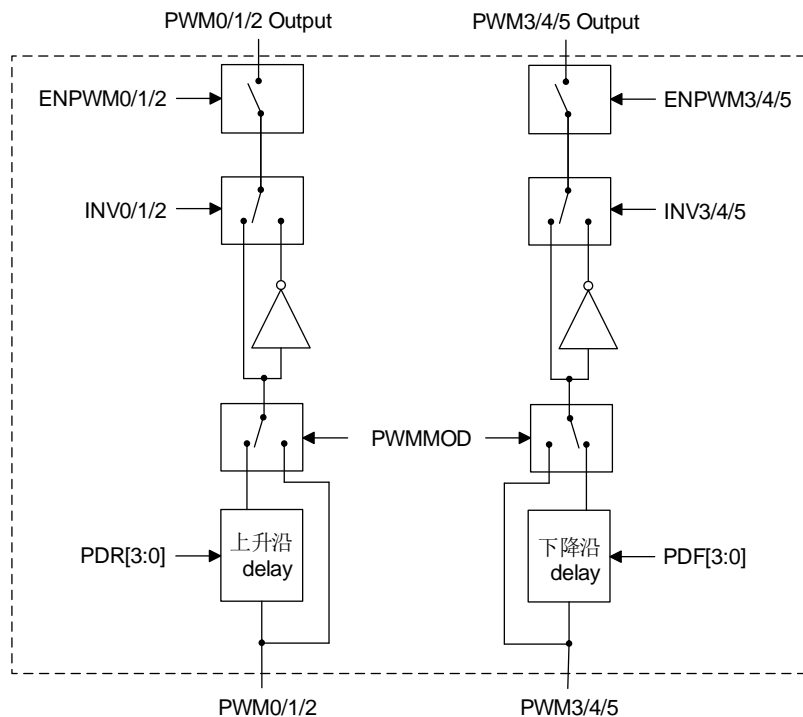 PWM0/1/2 Output
PWM3/4/5 Output
ENPWM0/1/2
ENPWM3/4/5
INV0/1/2
INV3/4/5
PWMMOD
PDR[3:0]
上升沿
delay
下降沿
delay
PDF[3:0]
PWM0/1/2
PWM3/4/5